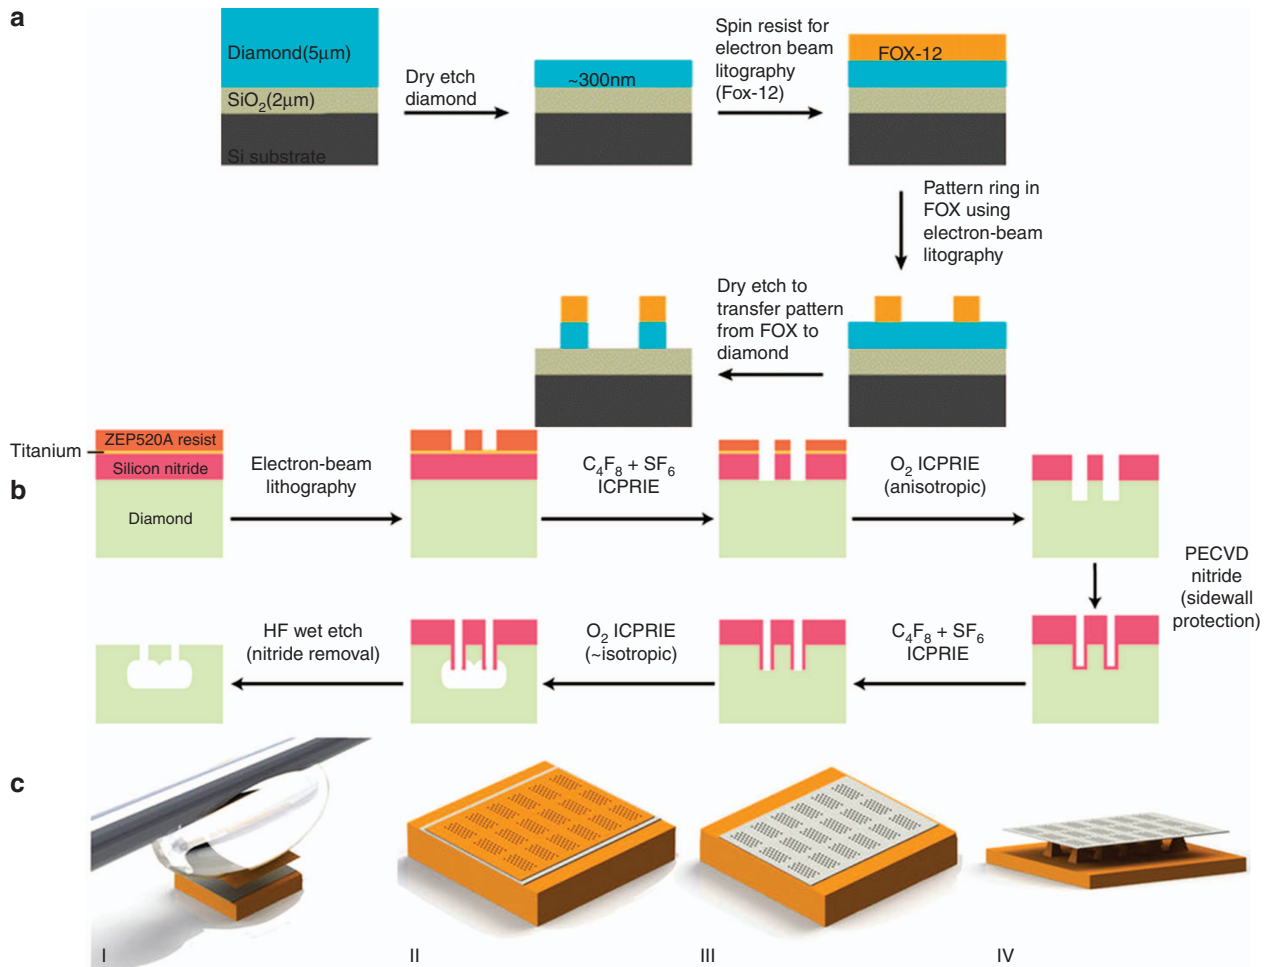 a
Diamond(5μm)
SiO₂(2μm)
Si substrate
Dry etch
diamond
~300nm
Spin resist for
electron beam
litography
(Fox-12)
FOX-12
Pattern ring in
FOX using
electron-beam
litography
Dry etch to
transfer pattern
from FOX to
diamond
b
Titanium
ZEP520A resist
Silicon nitride
Diamond
Electron-beam
lithography
C₄F₈ + SF₆
ICPRIE
O₂ ICPRIE
(anisotropic)
PECVD
nitride
(sidewall
protection)
C₄F₈ + SF₆
ICPRIE
O₂ ICPRIE
(~isotropic)
HF wet etch
(nitride removal)
c
I
II
III
IV